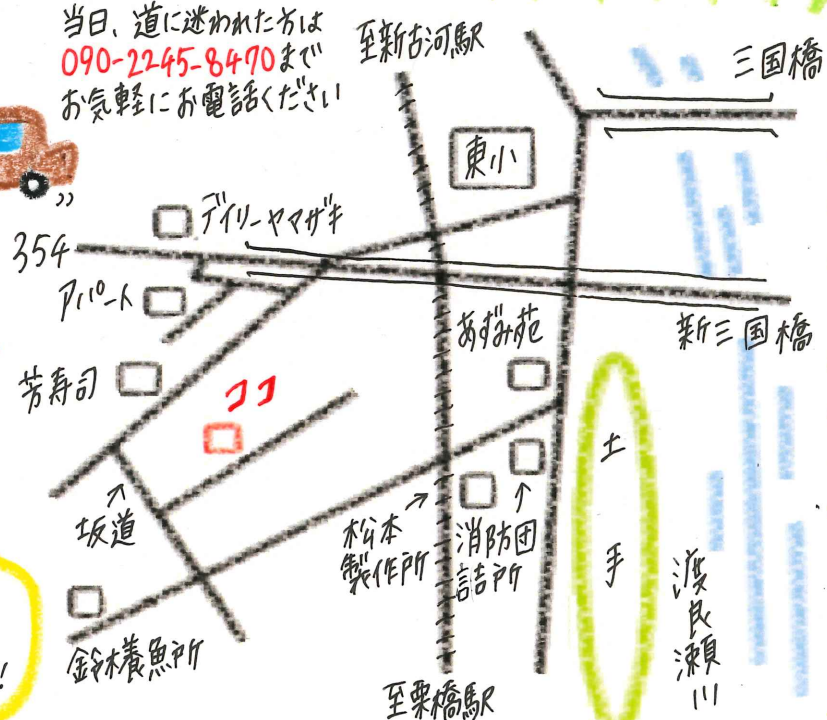 当日、道に迷われた方は
090-2245-8470まで
お気軽にお電話ください
至新古河駅
三国橋
東小
デイリーヤマザキ
354
アパート
あずみ苑
新三国橋
芳寿司
ココ
土手
坂道
松本
製作所
消防団
詰所
渡良瀬川
鈴木養魚所
至栗橋駅
!